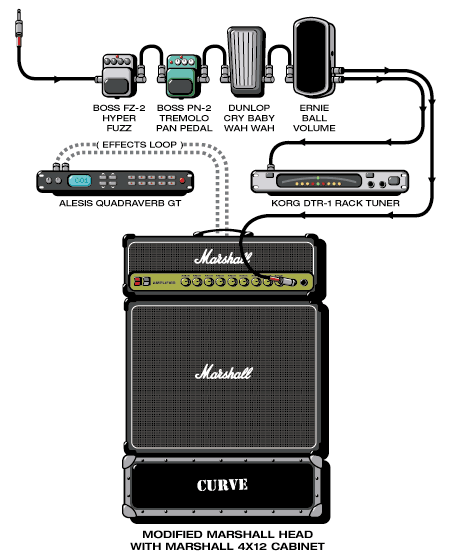 BOSS FZ-2
HYPER
FUZZ
BOSS PN-2
TREMOLO
PAN PEDAL
DUNLOP
CRY BABY
WAH WAH
ERNIE
BALL
VOLUME
( EFFECTS LOOP )
ALESIS QUADRAVERB GT
KORG DTR-1 RACK TUNER
Marshall
AMPLIFIED
Marshall
CURVE
MODIFIED MARSHALL HEAD
WITH MARSHALL 4X12 CABINET